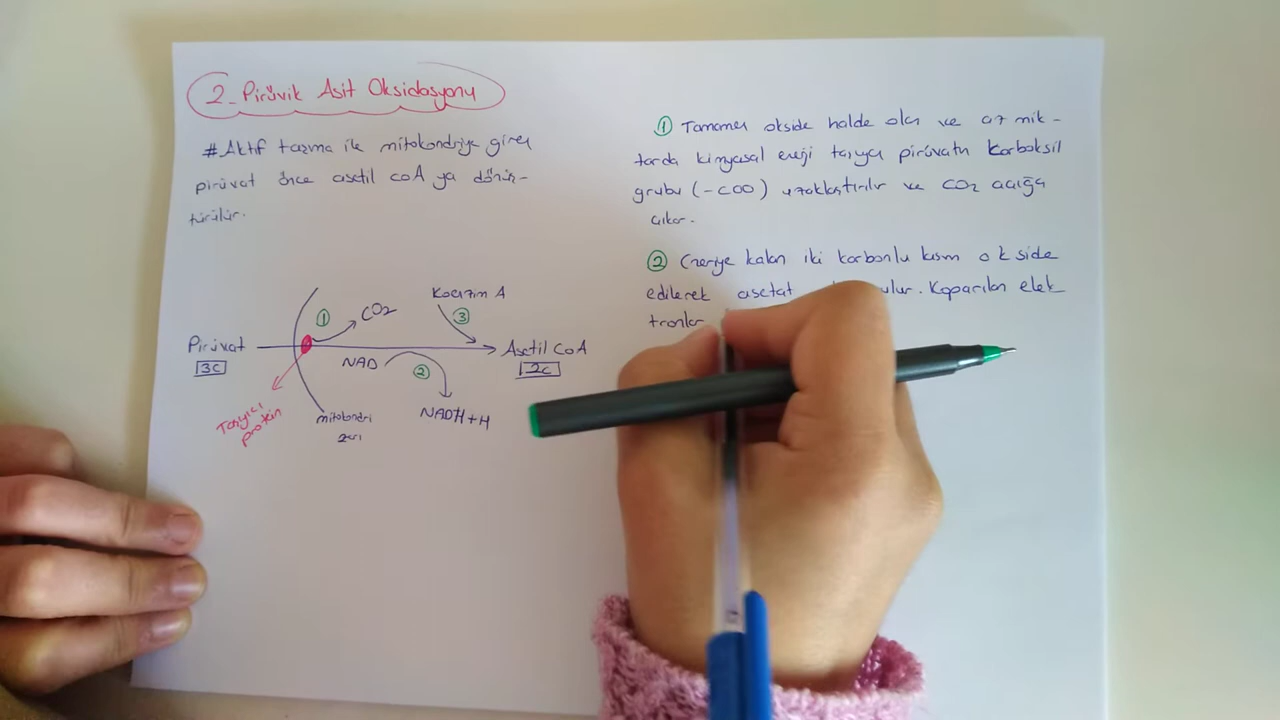 2- Pirüvik Asit Oksidasyonu
#Aktif taşıma ile mitokondriye giren
pirüvat önce asetil coA ya dönüş-
türülür.
Pirüvat
3C
CO2
①
Koenzim A
③
NAD
②
NADH+H
Asetil CoA
2C
Taşıyıcı
protein
mitokondri
zarı
① Tamamen okside halde olan ve az mik-
tarda kimyasal enerji taşıyan pirüvatın karboksil
grubu (-COO) uzaklaştırılır ve CO2 açığa
çıkar.
② Geriye kalan iki karbonlu kısım okside
edilerek asetat Koparılan elek
tronlar